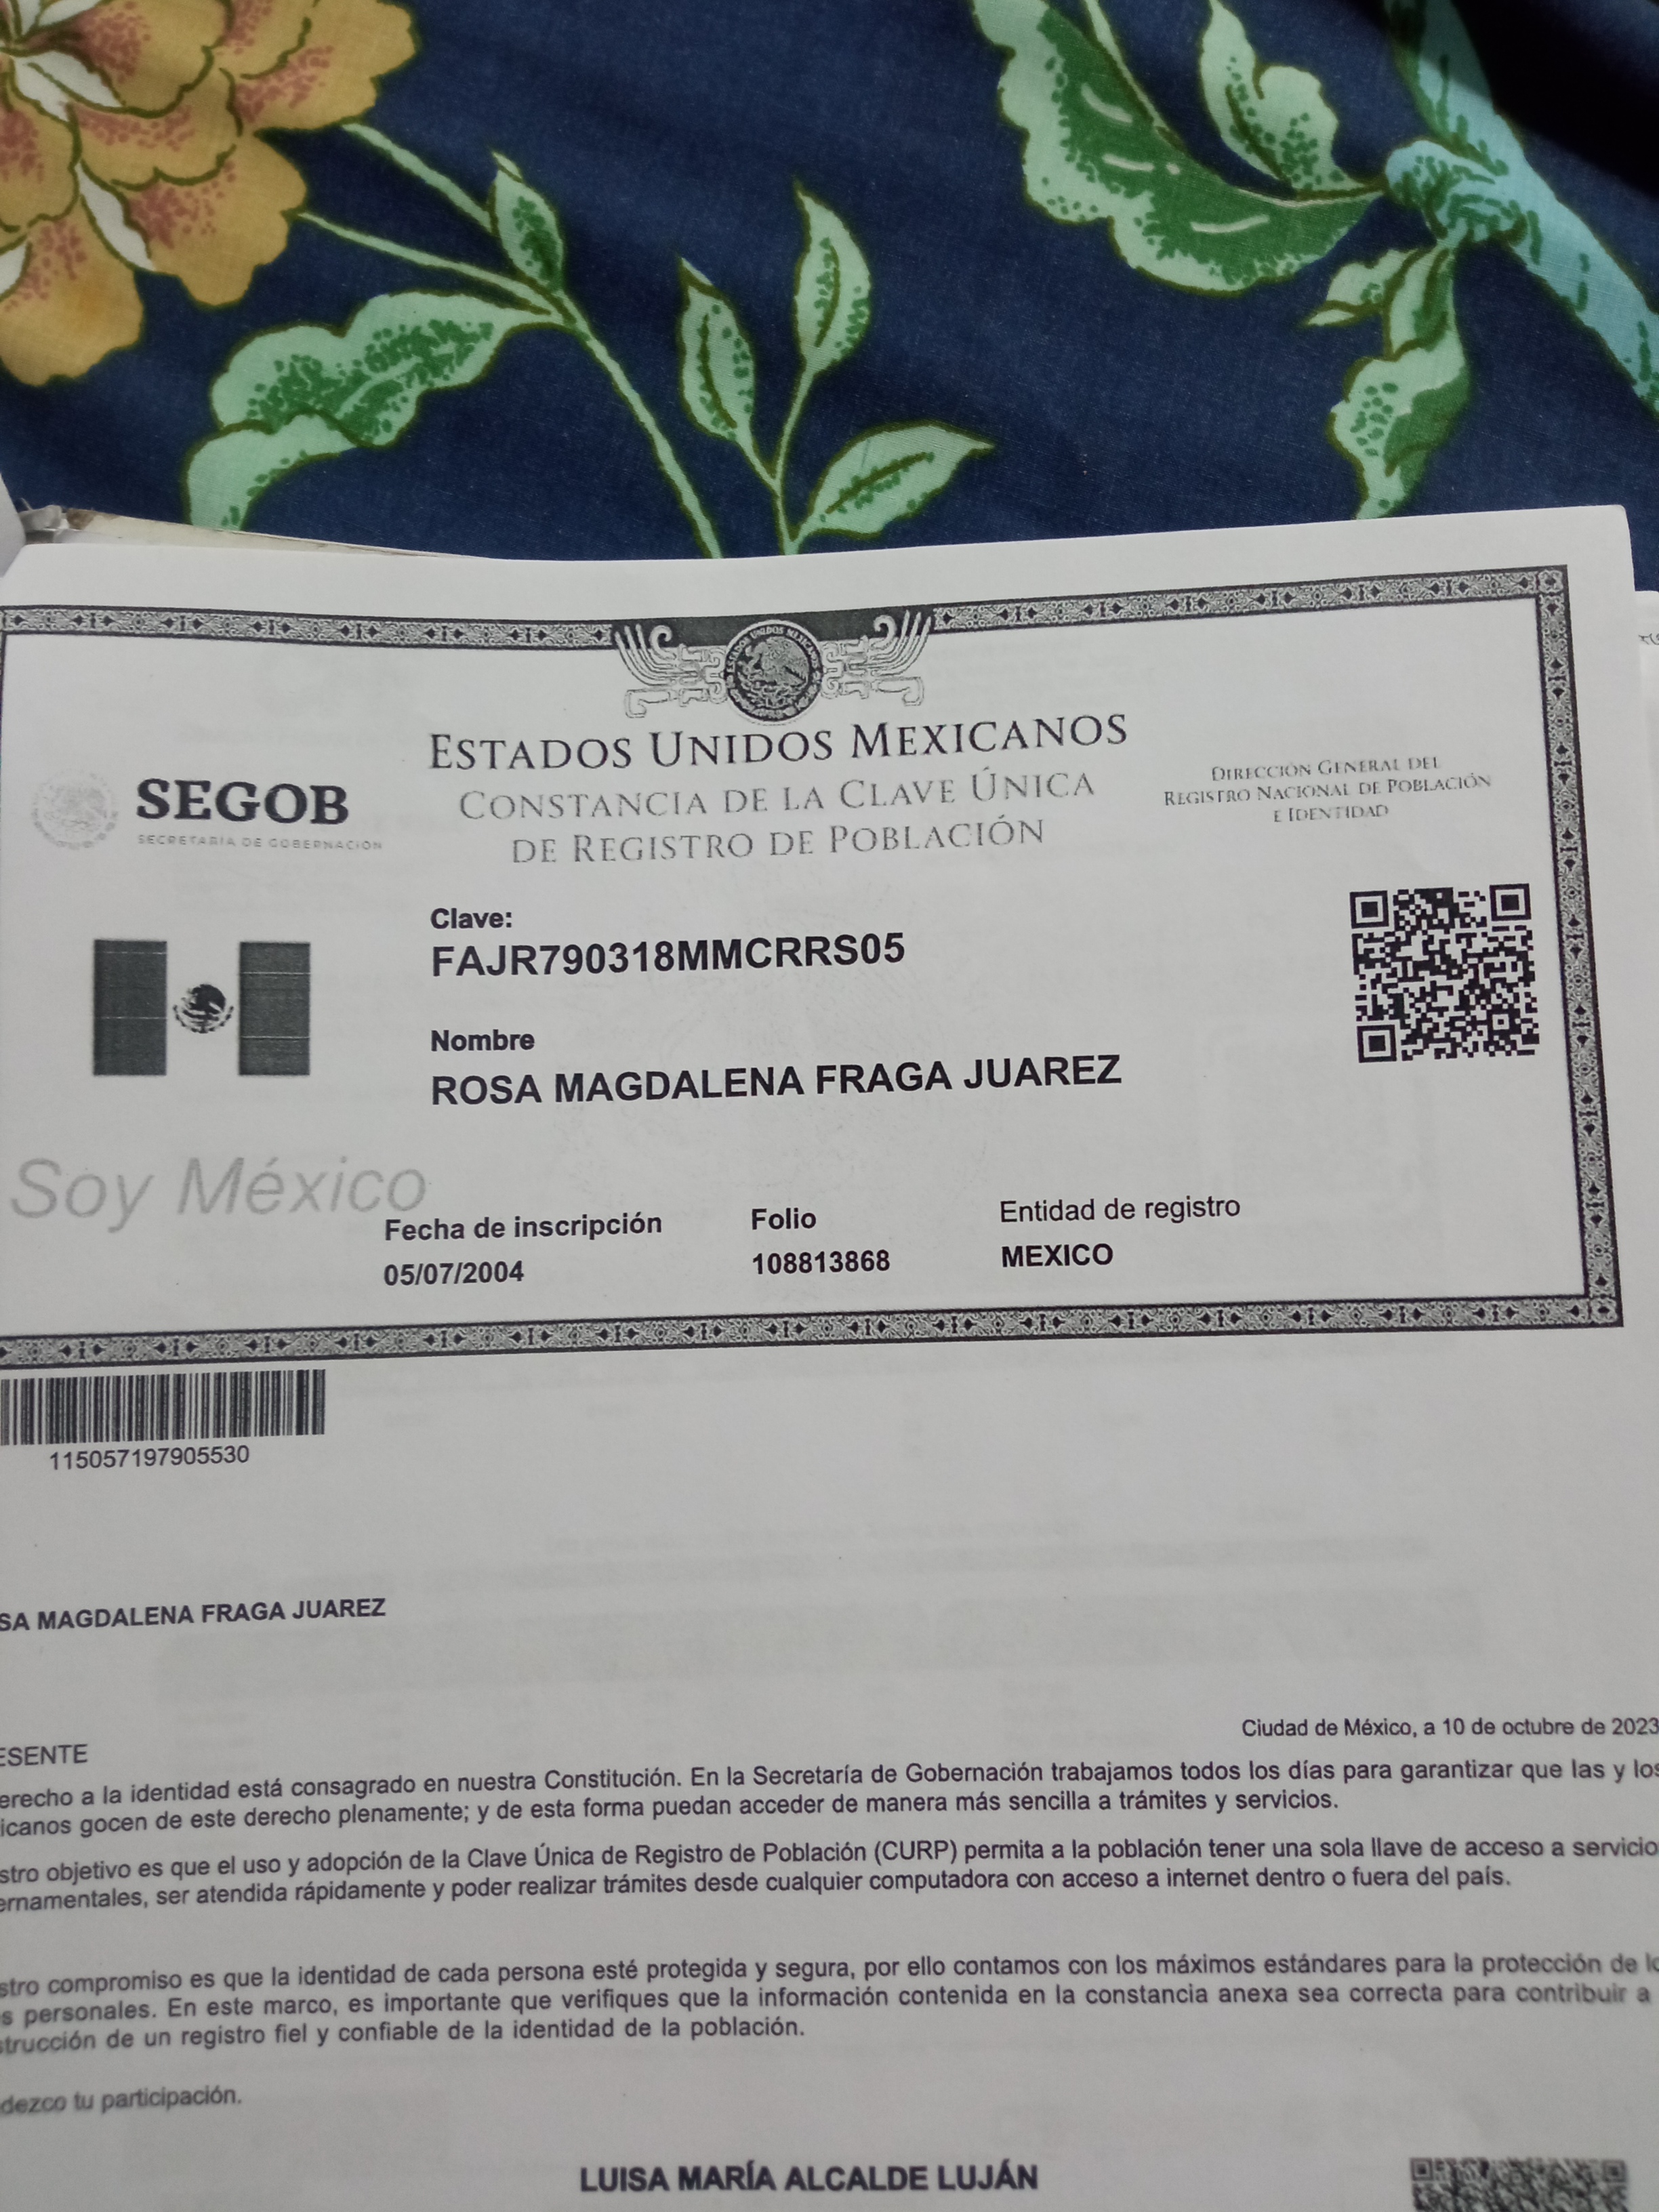 ESTADOS UNIDOS MEXICANOS
CONSTANCIA DE LA CLAVE ÚNICA
DE REGISTRO DE POBLACIÓN
SEGOB
SECRETARÍA DE GOBERNACIÓN
DIRECCIÓN GENERAL DEL
REGISTRO NACIONAL DE POBLACIÓN
E IDENTIDAD
Clave:
FAJR790318MMCRRS05
Nombre
ROSA MAGDALENA FRAGA JUAREZ
Soy México
Fecha de inscripción
05/07/2004
Folio
108813868
Entidad de registro
MEXICO
115057197905530
SA MAGDALENA FRAGA JUAREZ
Ciudad de México, a 10 de octubre de 2023
ESENTE
erecho a la identidad está consagrado en nuestra Constitución. En la Secretaría de Gobernación trabajamos todos los días para garantizar que las y los
icanos gocen de este derecho plenamente; y de esta forma puedan acceder de manera más sencilla a trámites y servicios.
stro objetivo es que el uso y adopción de la Clave Única de Registro de Población (CURP) permita a la población tener una sola llave de acceso a servicio
ernamentales, ser atendida rápidamente y poder realizar trámites desde cualquier computadora con acceso a internet dentro o fuera del país.
stro compromiso es que la identidad de cada persona esté protegida y segura, por ello contamos con los máximos estándares para la protección de lo
s personales. En este marco, es importante que verifiques que la información contenida en la constancia anexa sea correcta para contribuir a
strucción de un registro fiel y confiable de la identidad de la población.
dezco tu participación.
LUISA MARÍA ALCALDE LUJÁN